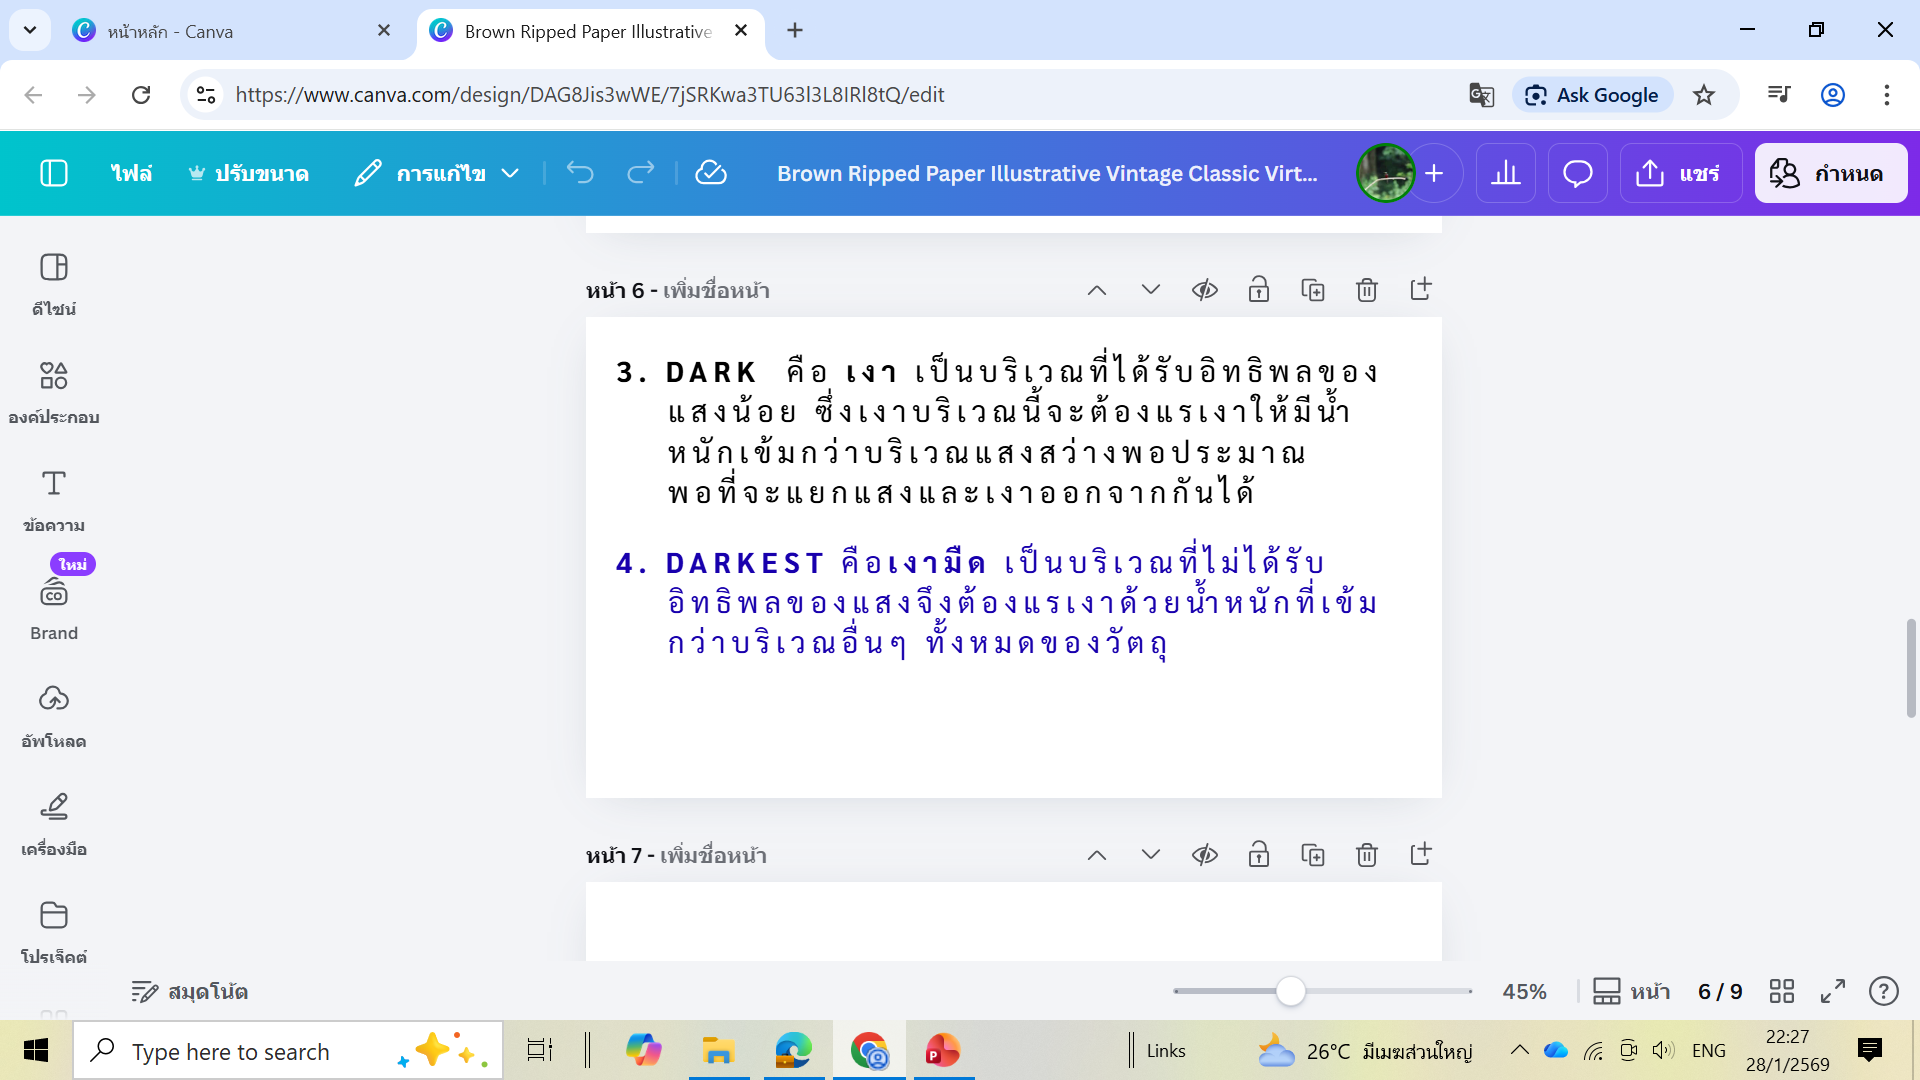 หน้าหลัก - Canva
Brown Ripped Paper Illustrative
https://www.canva.com/design/DAG8Jis3wWE/7jSRKwa3TU63l3L8IRl8tQ/edit
Ask Google
ไฟล์
ปรับขนาด
การแก้ไข
Brown Ripped Paper Illustrative Vintage Classic Virt...
แชร์
กำหนด
ดีไซน์
องค์ประกอบ
ข้อความ
ใหม่
Brand
อัพโหลด
เครื่องมือ
โปรเจ็คต์
หน้า 6 - เพิ่มชื่อหน้า
3. DARK คือ เงา เป็นบริเวณที่ได้รับอิทธิพลของ
แสงน้อย ซึ่งเงาบริเวณนี้จะต้องแรเงาให้มีน้ำ
หนักเข้มกว่าบริเวณแสงสว่างพอประมาณ
พอที่จะแยกแสงและเงาออกจากกันได้
4. DARKEST คือเงามืด เป็นบริเวณที่ไม่ได้รับ
อิทธิพลของแสงจึงต้องแรเงาด้วยน้ำหนักที่เข้ม
กว่าบริเวณอื่นๆ ทั้งหมดของวัตถุ
หน้า 7 - เพิ่มชื่อหน้า
สมุดโน้ต
45%
หน้า
6 / 9
Type here to search
Links
26°C มีเมฆส่วนใหญ่
ENG
22:27
28/1/2569